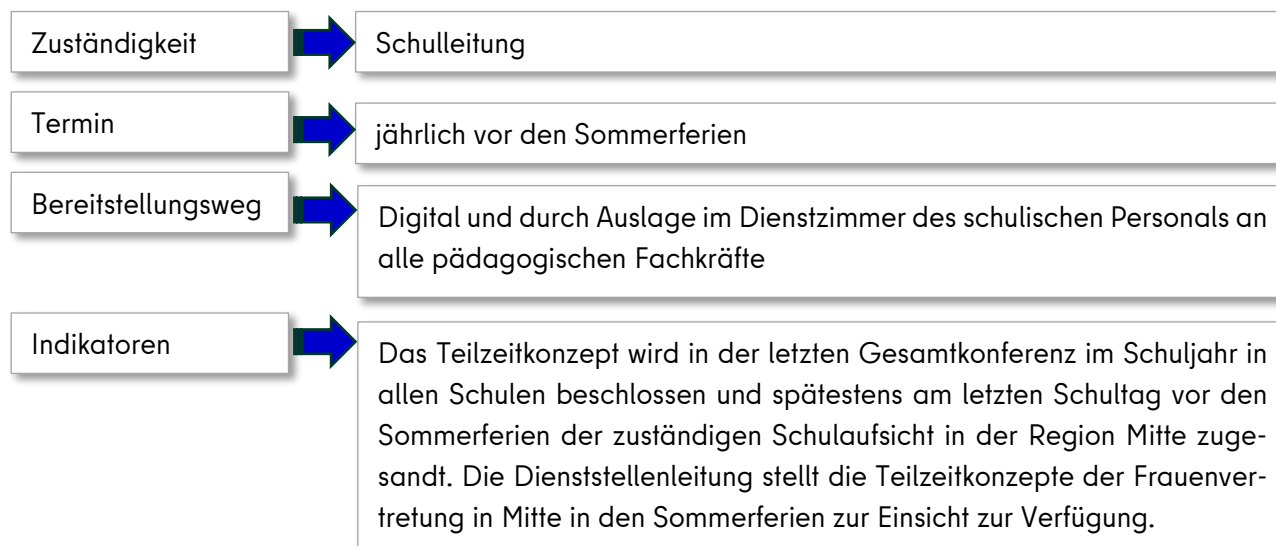 Zuständigkeit
Schulleitung
Termin
jährlich vor den Sommerferien
Bereitstellungsweg
Digital und durch Auslage im Dienstzimmer des schulischen Personals an
alle pädagogischen Fachkräfte
Indikatoren
Das Teilzeitkonzept wird in der letzten Gesamtkonferenz im Schuljahr in
allen Schulen beschlossen und spätestens am letzten Schultag vor den
Sommerferien der zuständigen Schulaufsicht in der Region Mitte zuge-
sandt. Die Dienststellenleitung stellt die Teilzeitkonzepte der Frauenver-
tretung in Mitte in den Sommerferien zur Einsicht zur Verfügung.